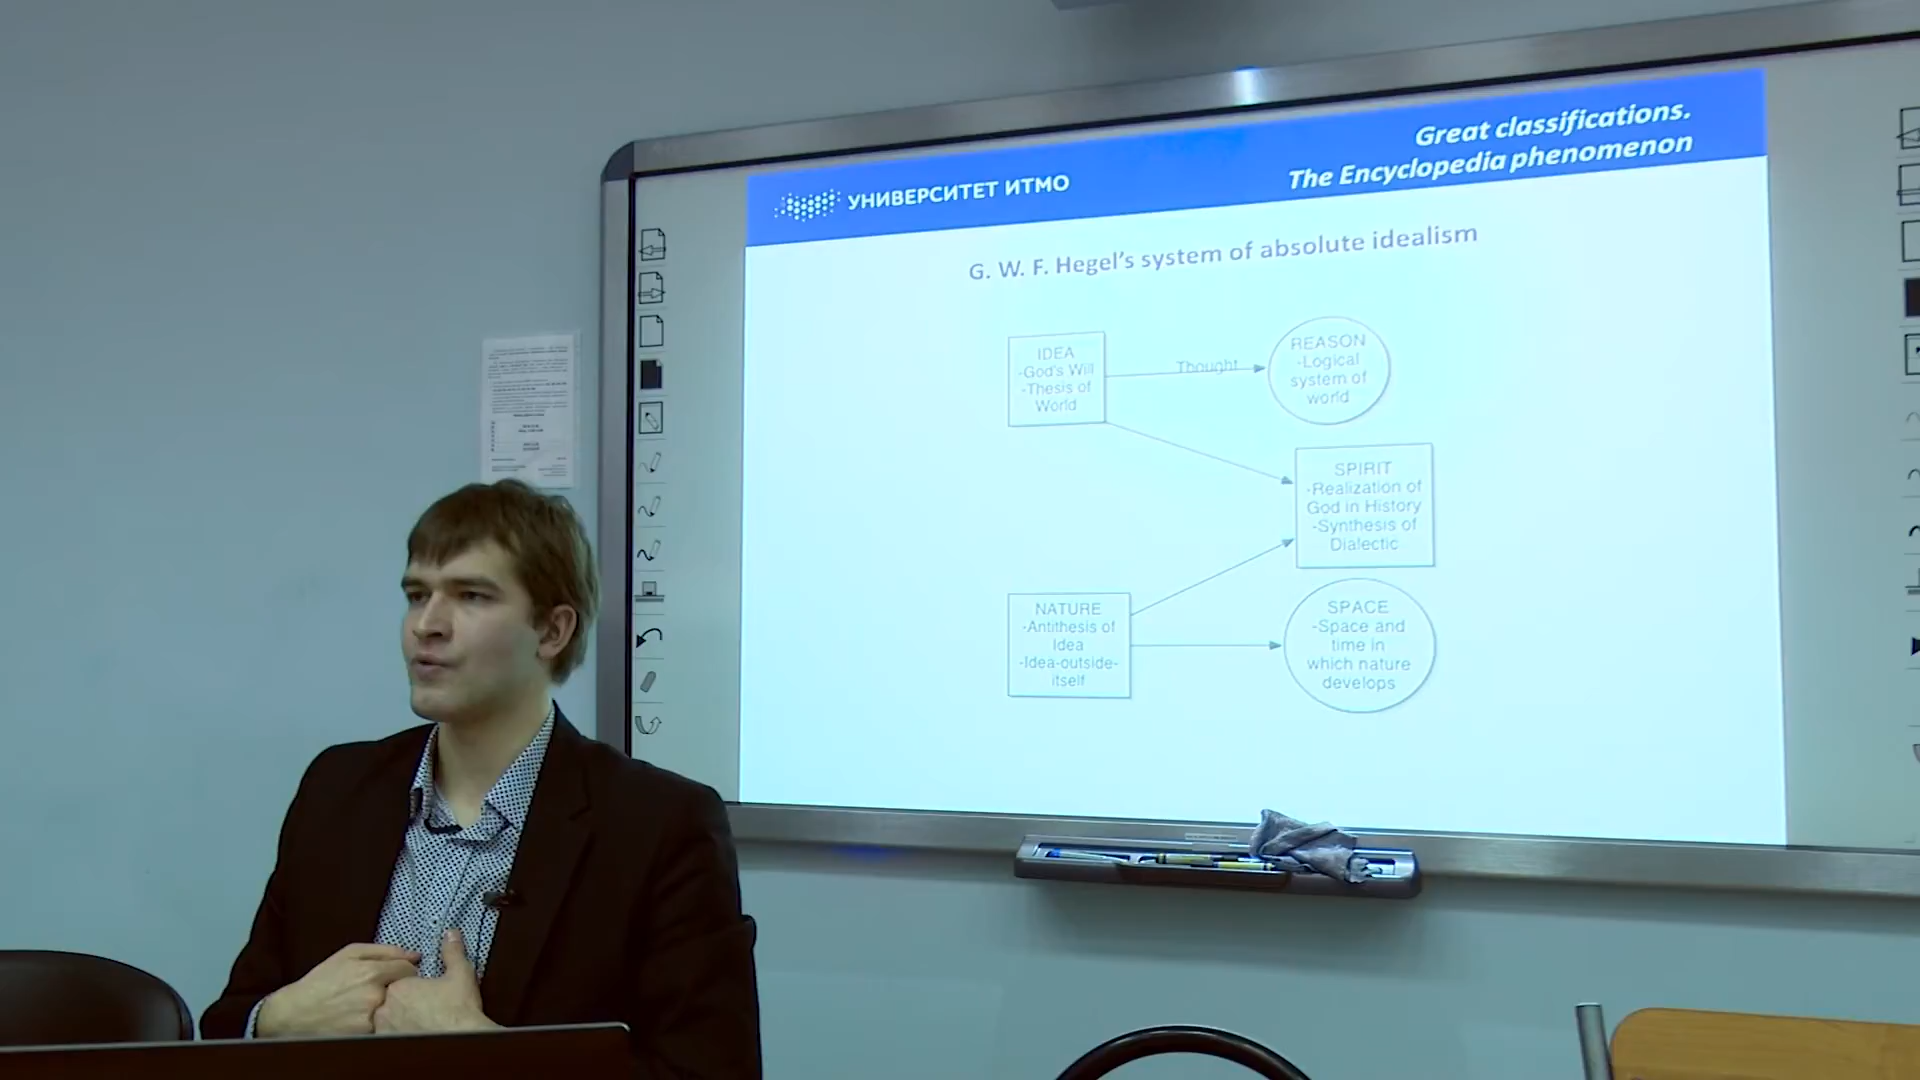 Great classifications.
The Encyclopedia phenomenon
УНИВЕРСИТЕТ ИТМО
G. W. F. Hegel's system of absolute idealism
IDEA
-God's Will
-Thesis of
World
Thought
REASON
-Logical
system of
world
SPIRIT
-Realization of
God in History
-Synthesis of
Dialectic
NATURE
-Antithesis of
Idea
-Idea-outside-
itself
SPACE
-Space and
time in
which nature
develops